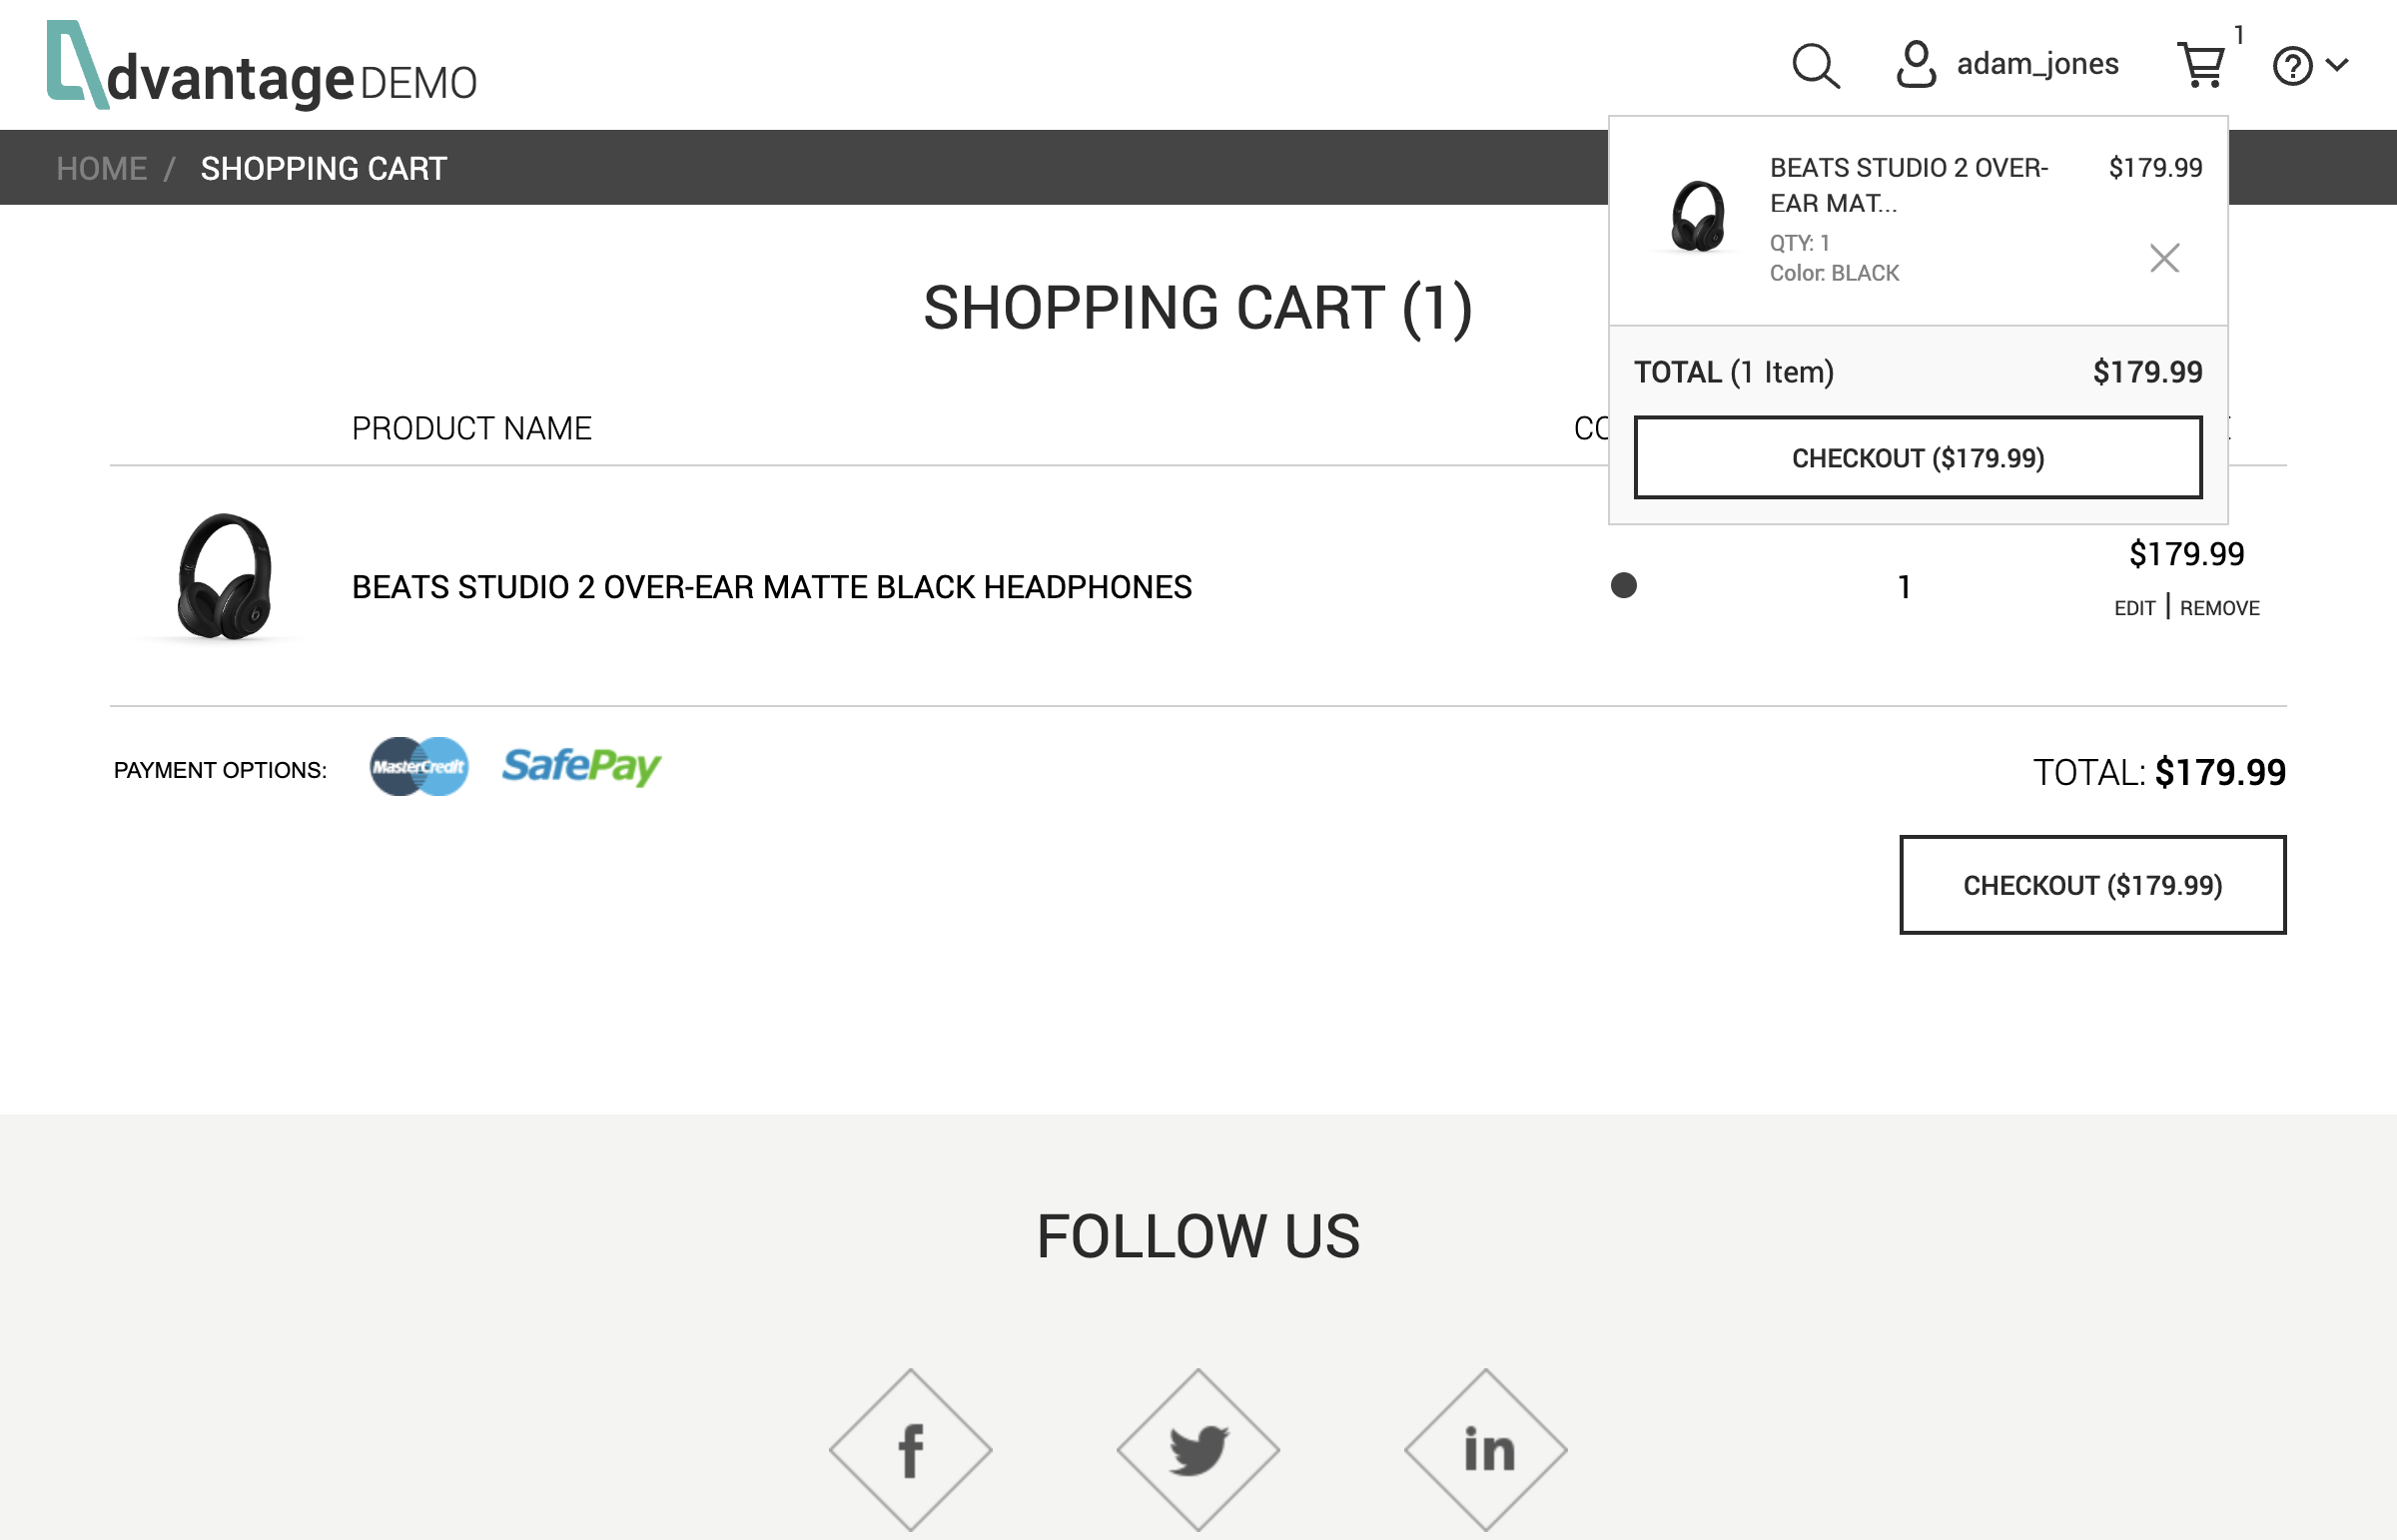 dvantage DEMO
adam_jones
1
HOME / SHOPPING CART
BEATS STUDIO 2 OVER-
EAR MAT...
$179.99
QTY: 1
Color: BLACK
TOTAL (1 Item) $179.99
CHECKOUT ($179.99)
SHOPPING CART (1)
PRODUCT NAME
BEATS STUDIO 2 OVER-EAR MATTE BLACK HEADPHONES
1
$179.99
EDIT | REMOVE
PAYMENT OPTIONS:
MasterCredit
SafePay
TOTAL: $179.99
CHECKOUT ($179.99)
FOLLOW US
f
in